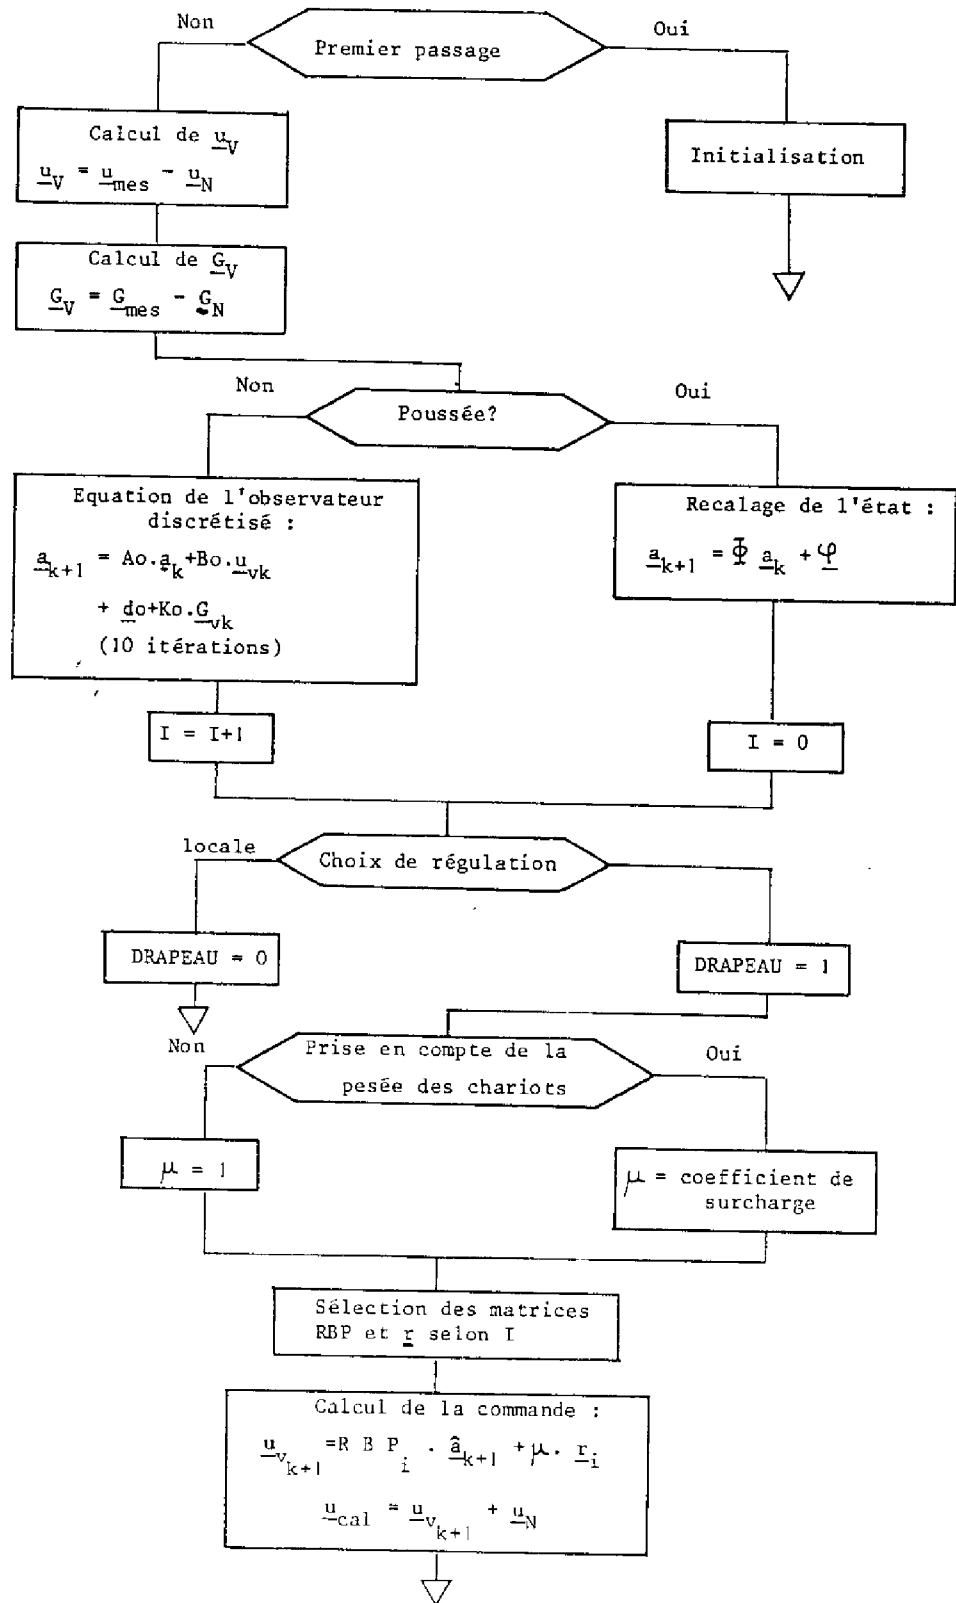 Non
Oui
Premier passage
Calcul de u_V
u_V = u_mes - u_N
Initialisation
Calcul de G_V
G_V = G_mes - G_N
Non
Oui
Poussée?
Equation de l'observateur
discrétisé :
a_k+1 = Ao.a_k+Bo.u_vk
+ do+Ko.G_vk
(10 itérations)
Recalage de l'état :
a_k+1 = Φ a_k + φ
I = I+1
I = 0
locale
Choix de régulation
DRAPEAU = 0
DRAPEAU = 1
Non
Oui
Prise en compte de la
pesée des chariots
μ = 1
μ = coefficient de
surcharge
Sélection des matrices
RBP et r selon I
Calcul de la commande :
u_v_k+1 =R B P_i . â_k+1 + μ. r_i
u_cal = u_v_k+1 + u_N